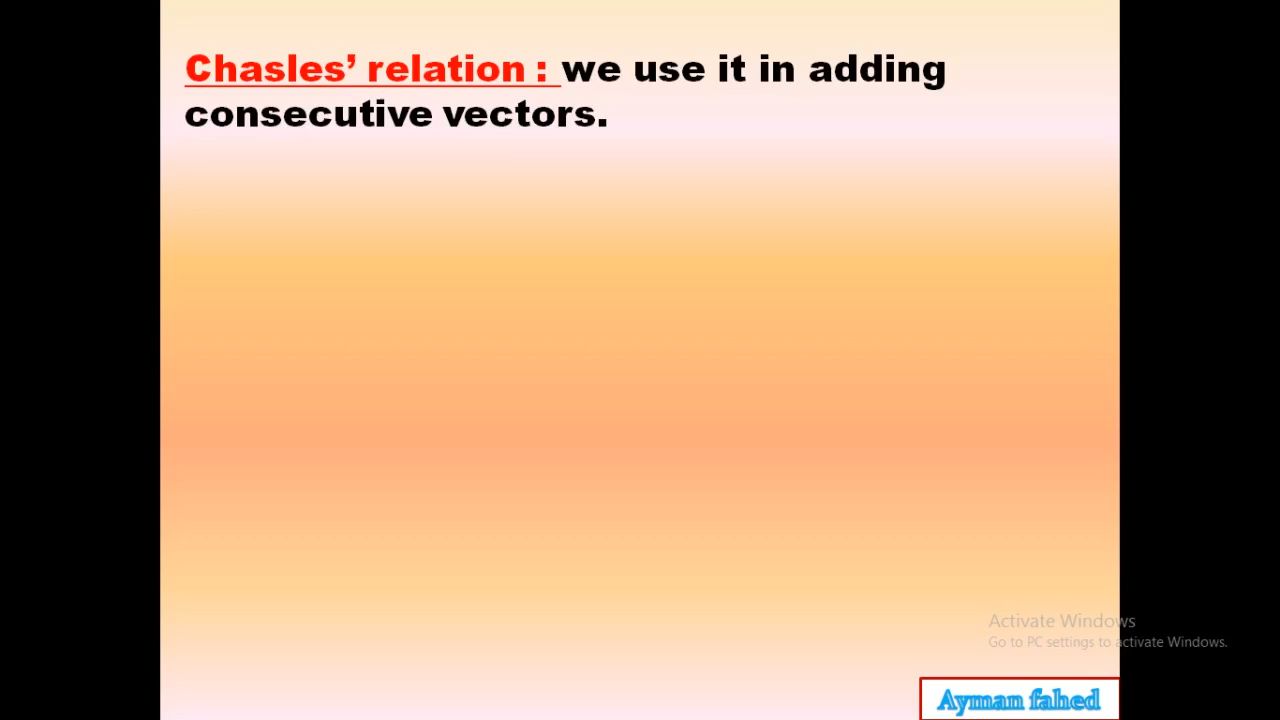 Chasles’ relation : we use it in adding
consecutive vectors.
Activate Windows
Go to PC settings to activate Windows.
Ayman fahed